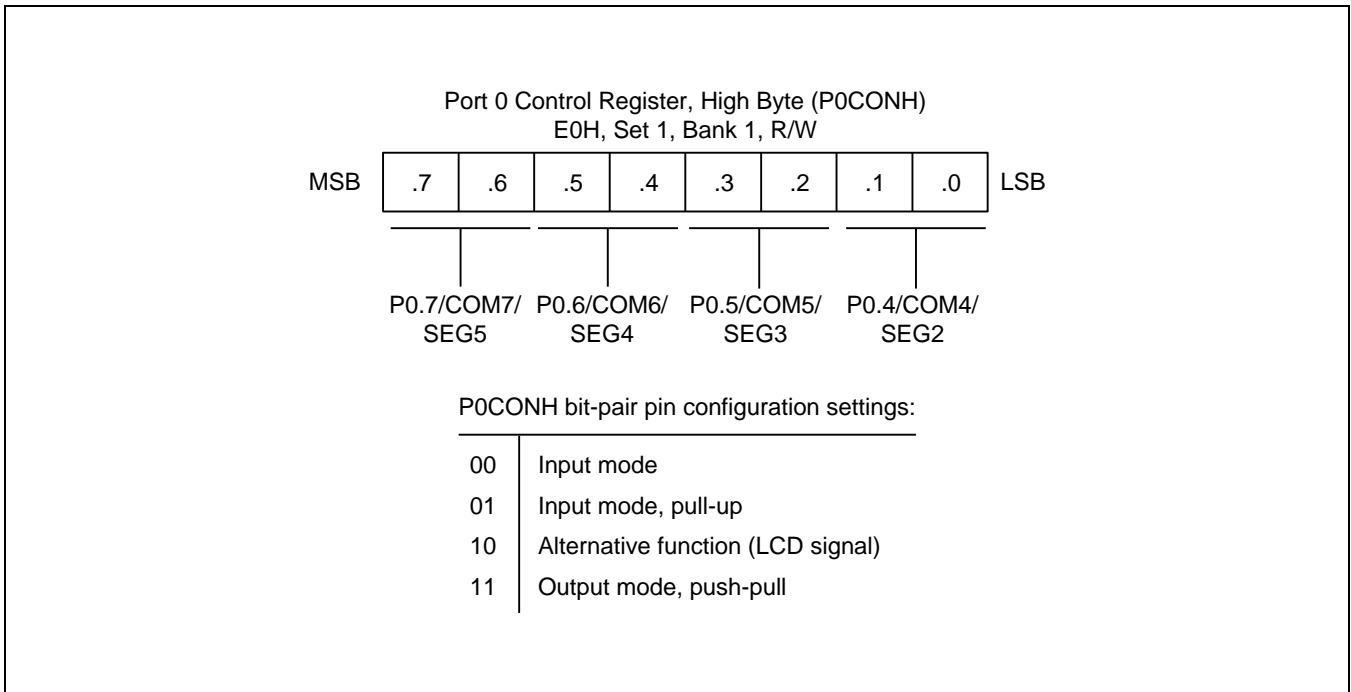 Port 0 Control Register, High Byte (P0CONH)
E0H, Set 1, Bank 1, R/W
MSB .7 .6 .5 .4 .3 .2 .1 .0 LSB
P0.7/COM7/ P0.6/COM6/ P0.5/COM5/ P0.4/COM4/
SEG5 SEG4 SEG3 SEG2
P0CONH bit-pair pin configuration settings:
00 Input mode
01 Input mode, pull-up
10 Alternative function (LCD signal)
11 Output mode, push-pull